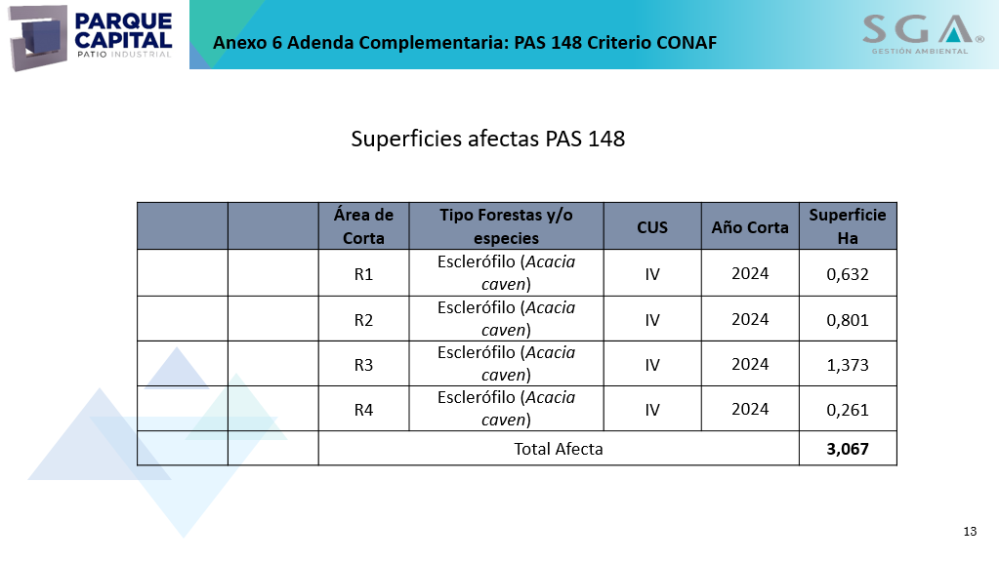 PARQUE
CAPITAL
PATIO INDUSTRIAL
Anexo 6 Adenda Complementaria: PAS 148 Criterio CONAF
SGA®
GESTIÓN AMBIENTAL
Superficies afectas PAS 148
Área de Corta Tipo Forestas y/o especies CUS Año Corta Superficie Ha
R1 Esclerófilo (Acacia caven) IV 2024 0,632
R2 Esclerófilo (Acacia caven) IV 2024 0,801
R3 Esclerófilo (Acacia caven) IV 2024 1,373
R4 Esclerófilo (Acacia caven) IV 2024 0,261
Total Afecta 3,067
13